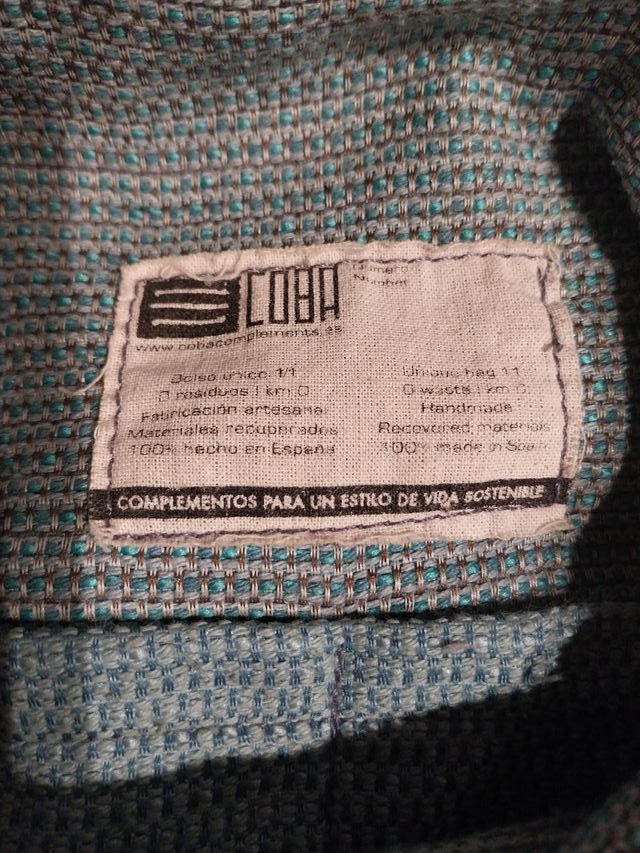 COBA
Número
Number
www.cobacomplements.es
Bolso único 1/1
0 residuos | km 0
Fabricación artesanal
Materiales recuperados
100% hecho en España
Unique bag 1 1
0 waste | km 0
Handmade
Recovered materials
100% made in Spain
COMPLEMENTOS PARA UN ESTILO DE VIDA SOSTENIBLE